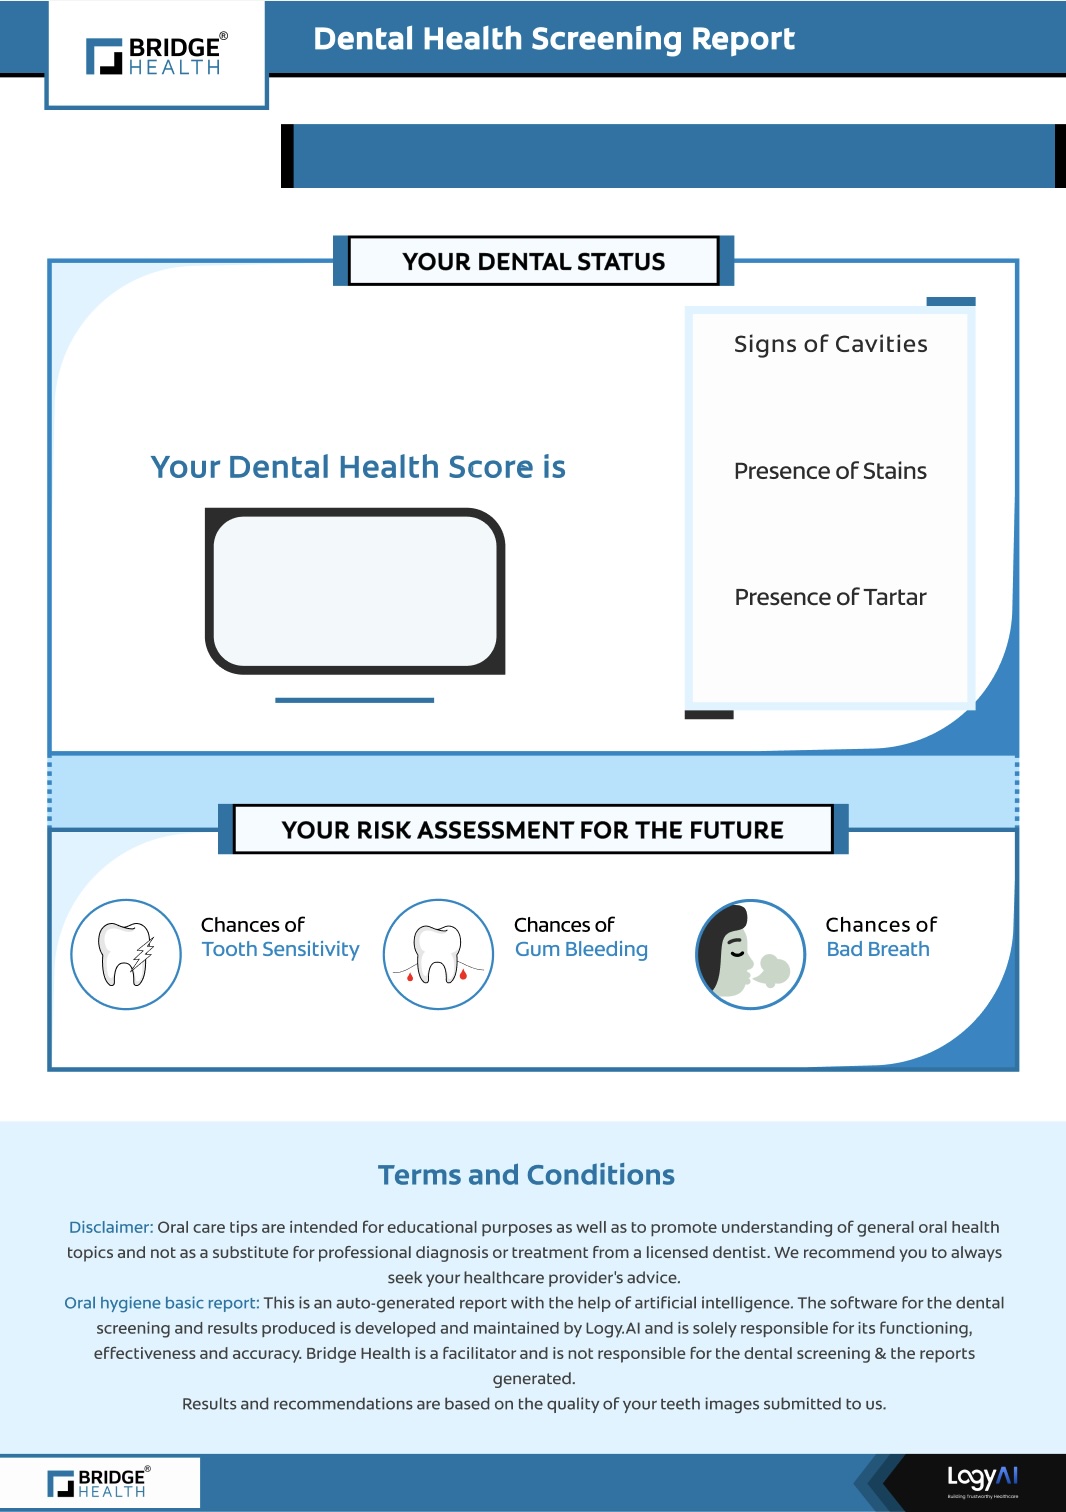 BRIDGE®
HEALTH
Dental Health Screening Report
YOUR DENTAL STATUS
Signs of Cavities
Your Dental Health Score is
Presence of Stains
Presence of Tartar
YOUR RISK ASSESSMENT FOR THE FUTURE
Chances of
Tooth Sensitivity
Chances of
Gum Bleeding
Chances of
Bad Breath
Terms and Conditions
Disclaimer: Oral care tips are intended for educational purposes as well as to promote understanding of general oral health
topics and not as a substitute for professional diagnosis or treatment from a licensed dentist. We recommend you to always
seek your healthcare provider's advice.
Oral hygiene basic report: This is an auto-generated report with the help of artificial intelligence. The software for the dental
screening and results produced is developed and maintained by Logy.AI and is solely responsible for its functioning,
effectiveness and accuracy. Bridge Health is a facilitator and is not responsible for the dental screening & the reports
generated.
Results and recommendations are based on the quality of your teeth images submitted to us.
BRIDGE®
HEALTH
LogyAI
Building Trustworthy Healthcare